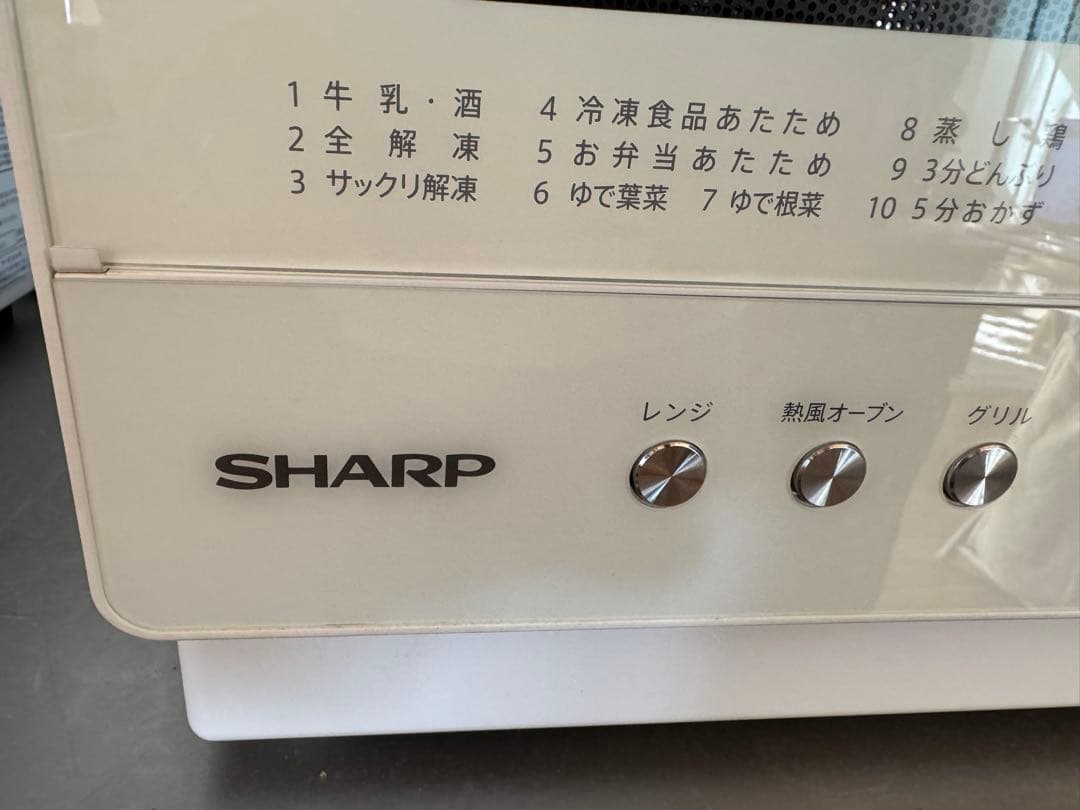 1 牛乳・酒
2 全解凍
3 サックリ解凍
4 冷凍食品あたため
5 お弁当あたため
6 ゆで葉菜 7 ゆで根菜
8 蒸し鶏
9 3分どんぶり
10 5分おかず
レンジ 熱風オーブン グリル
SHARP